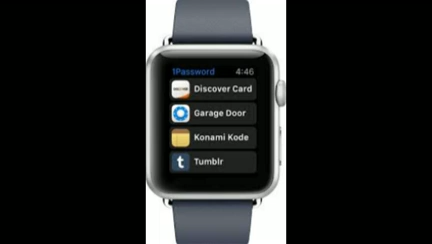 1Password 4:46
Discover Card
Garage Door
Konami Kode
Tumblr
t